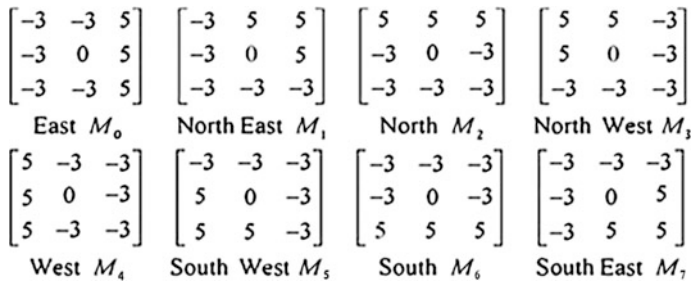 -3 -3 5 -3 5 5 5 5 5 5 5 -3
-3 0 5 -3 0 5 -3 0 -3 5 0 -3
-3 -3 5 -3 -3 -3 -3 -3 -3 -3 -3 -3
East M₀ North East M₁ North M₂ North West M₃
5 -3 -3 -3 -3 -3 -3 -3 -3 -3 -3 -3
5 0 -3 5 0 -3 -3 0 -3 -3 0 5
5 -3 -3 5 5 -3 5 5 5 -3 5 5
West M₄ South West M₅ South M₆ South East M₇